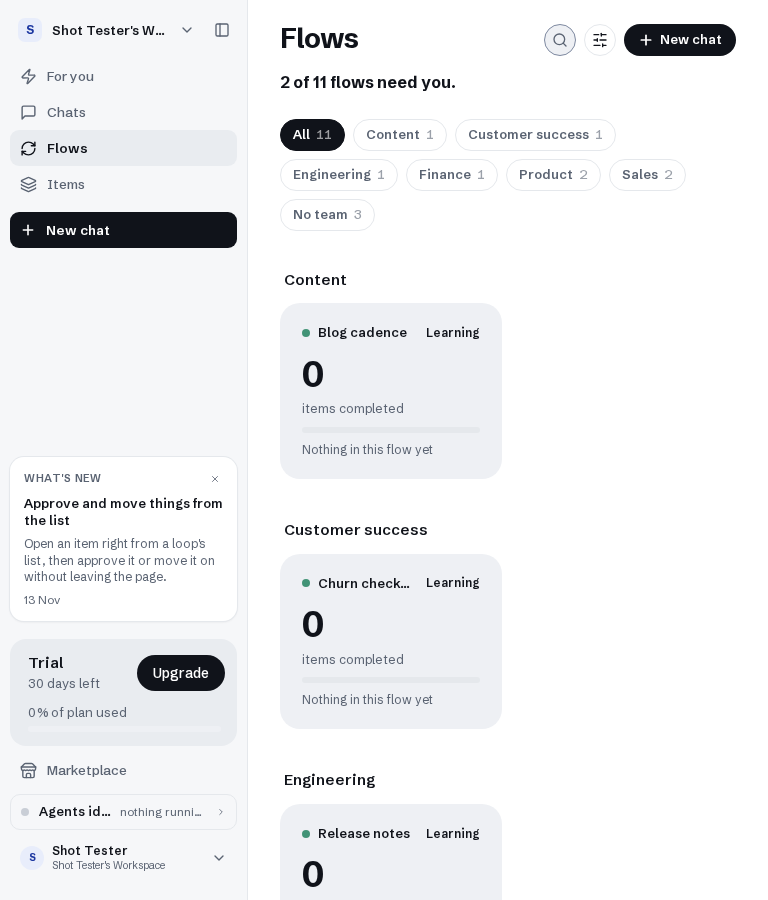 S Shot Tester's W...
For you
Chats
Flows
Items
New chat
WHAT'S NEW
Approve and move things from
the list
Open an item right from a loop's
list, then approve it or move it on
without leaving the page.
13 Nov
Trial
30 days left
Upgrade
0% of plan used
Marketplace
Agents id... nothing runni...
S Shot Tester
Shot Tester's Workspace
Flows
New chat
2 of 11 flows need you.
All 11 Content 1 Customer success 1
Engineering 1 Finance 1 Product 2 Sales 2
No team 3
Content
Blog cadence Learning
0
items completed
Nothing in this flow yet
Customer success
Churn check... Learning
0
items completed
Nothing in this flow yet
Engineering
Release notes Learning
0